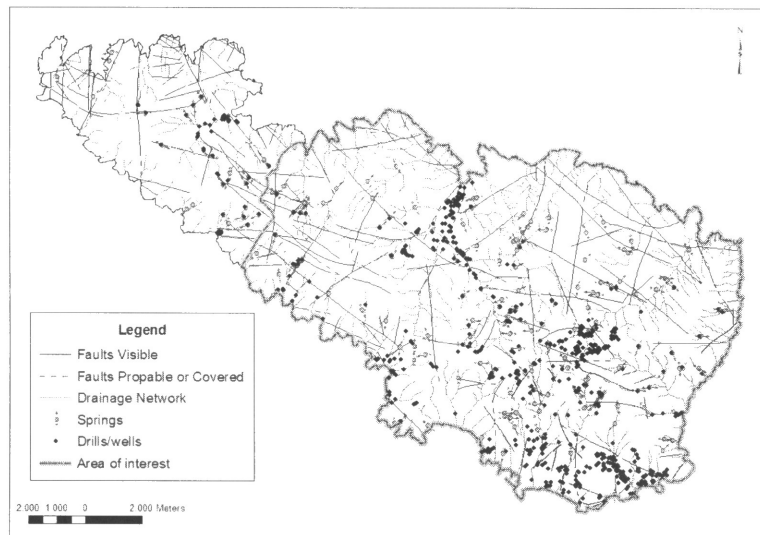 N
Legend
Faults Visible
Faults Propable or Covered
Drainage Network
Springs
Drills/wells
Area of interest
2 000 1 000 0 2 000 Meters